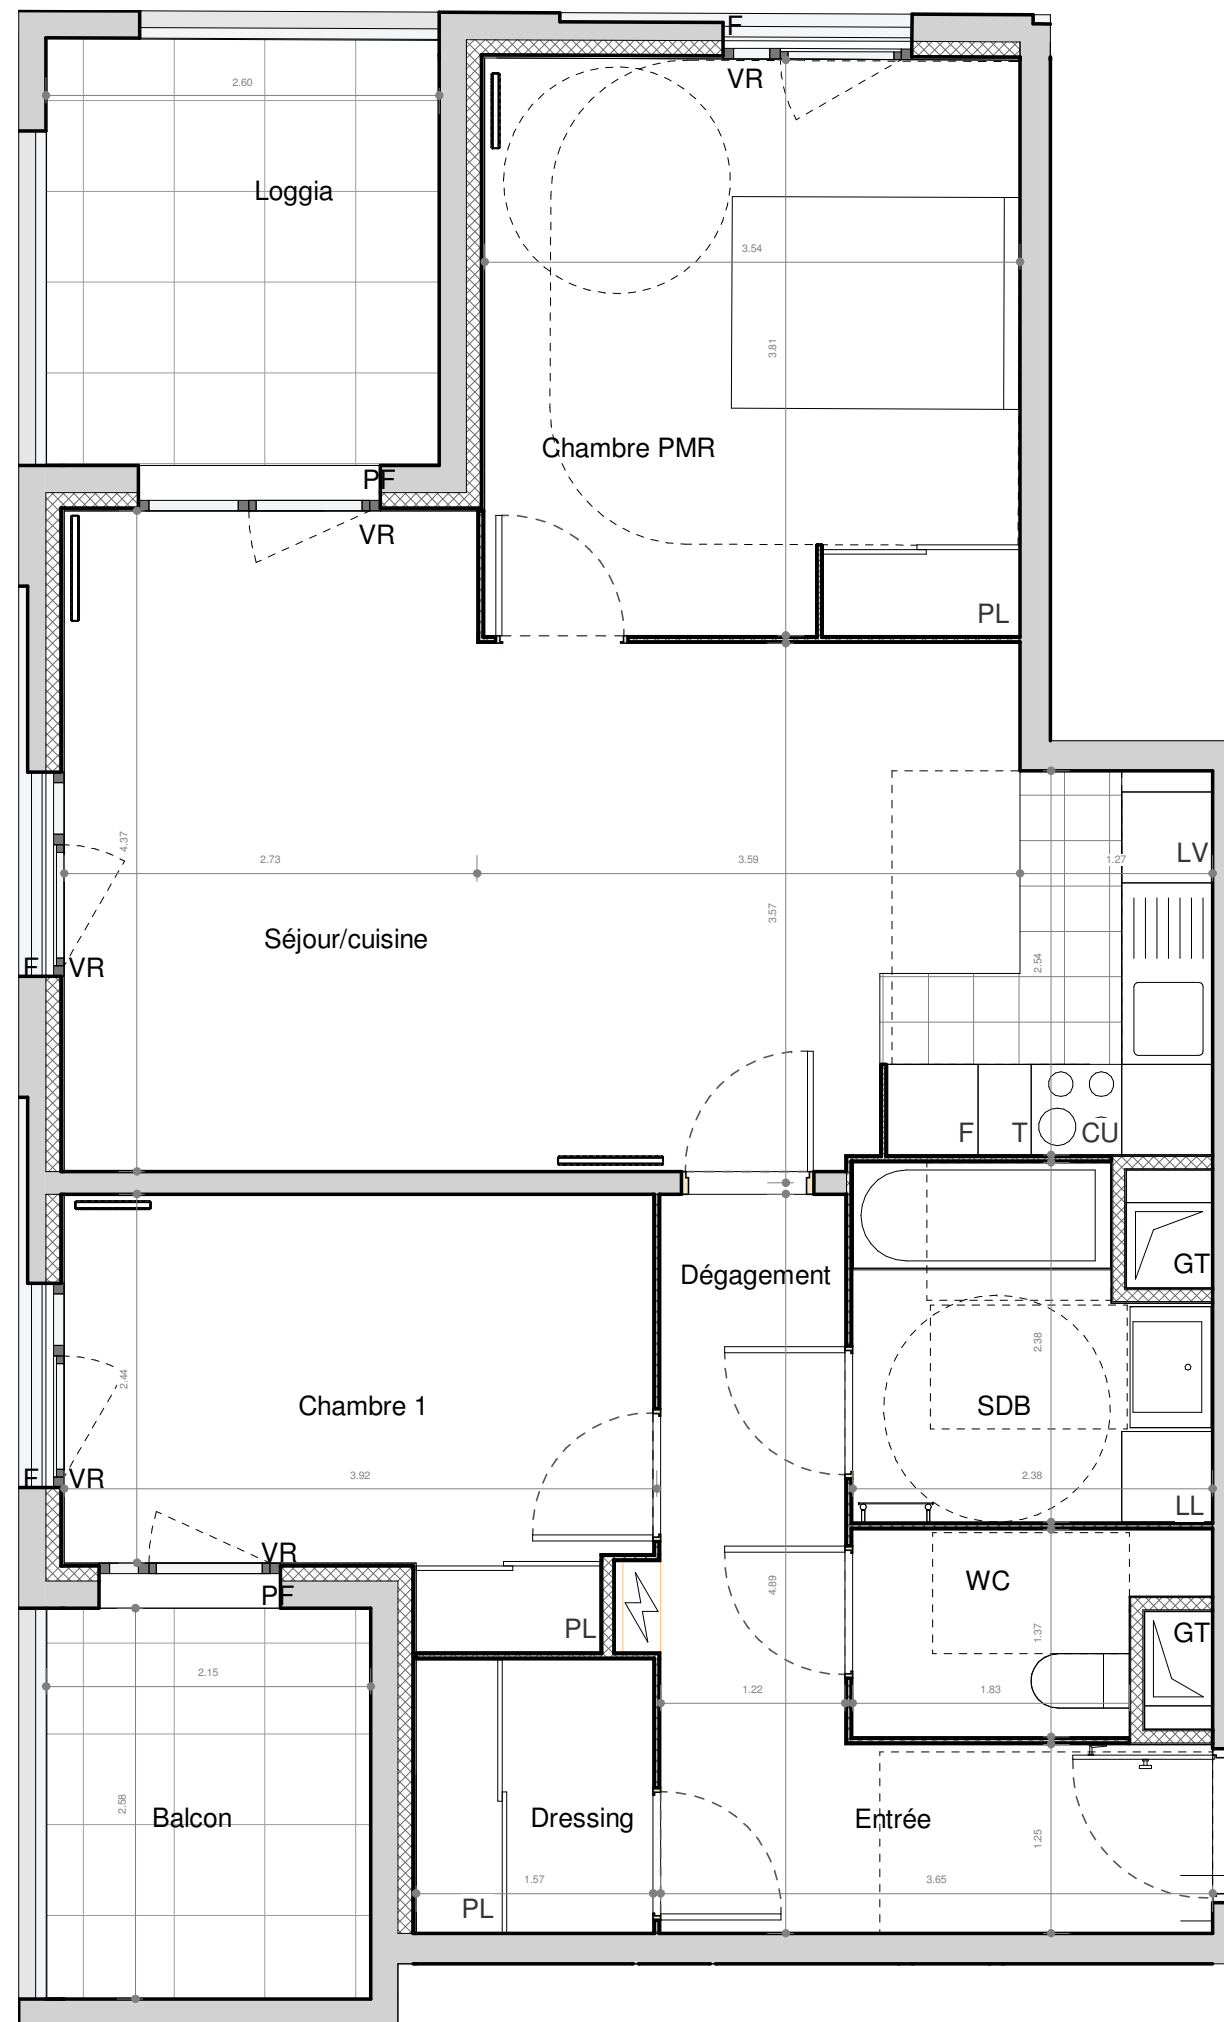 F
VR
2.60
Loggia
3.54
3.81
Chambre PMR
PF
VR
PL
4.37
2.73
3.59
1.27
LV
3.57
Séjour/cuisine
2.54
F
VR
F
T
CU
Dégagement
GT
2.38
2.44
Chambre 1
SDB
F
VR
3.92
2.38
LL
VR
PF
WC
4.89
PL
1.37
GT
2.15
1.22
1.83
2.58
Balcon
Dressing
Entrée
1.25
1.57
3.65
PL